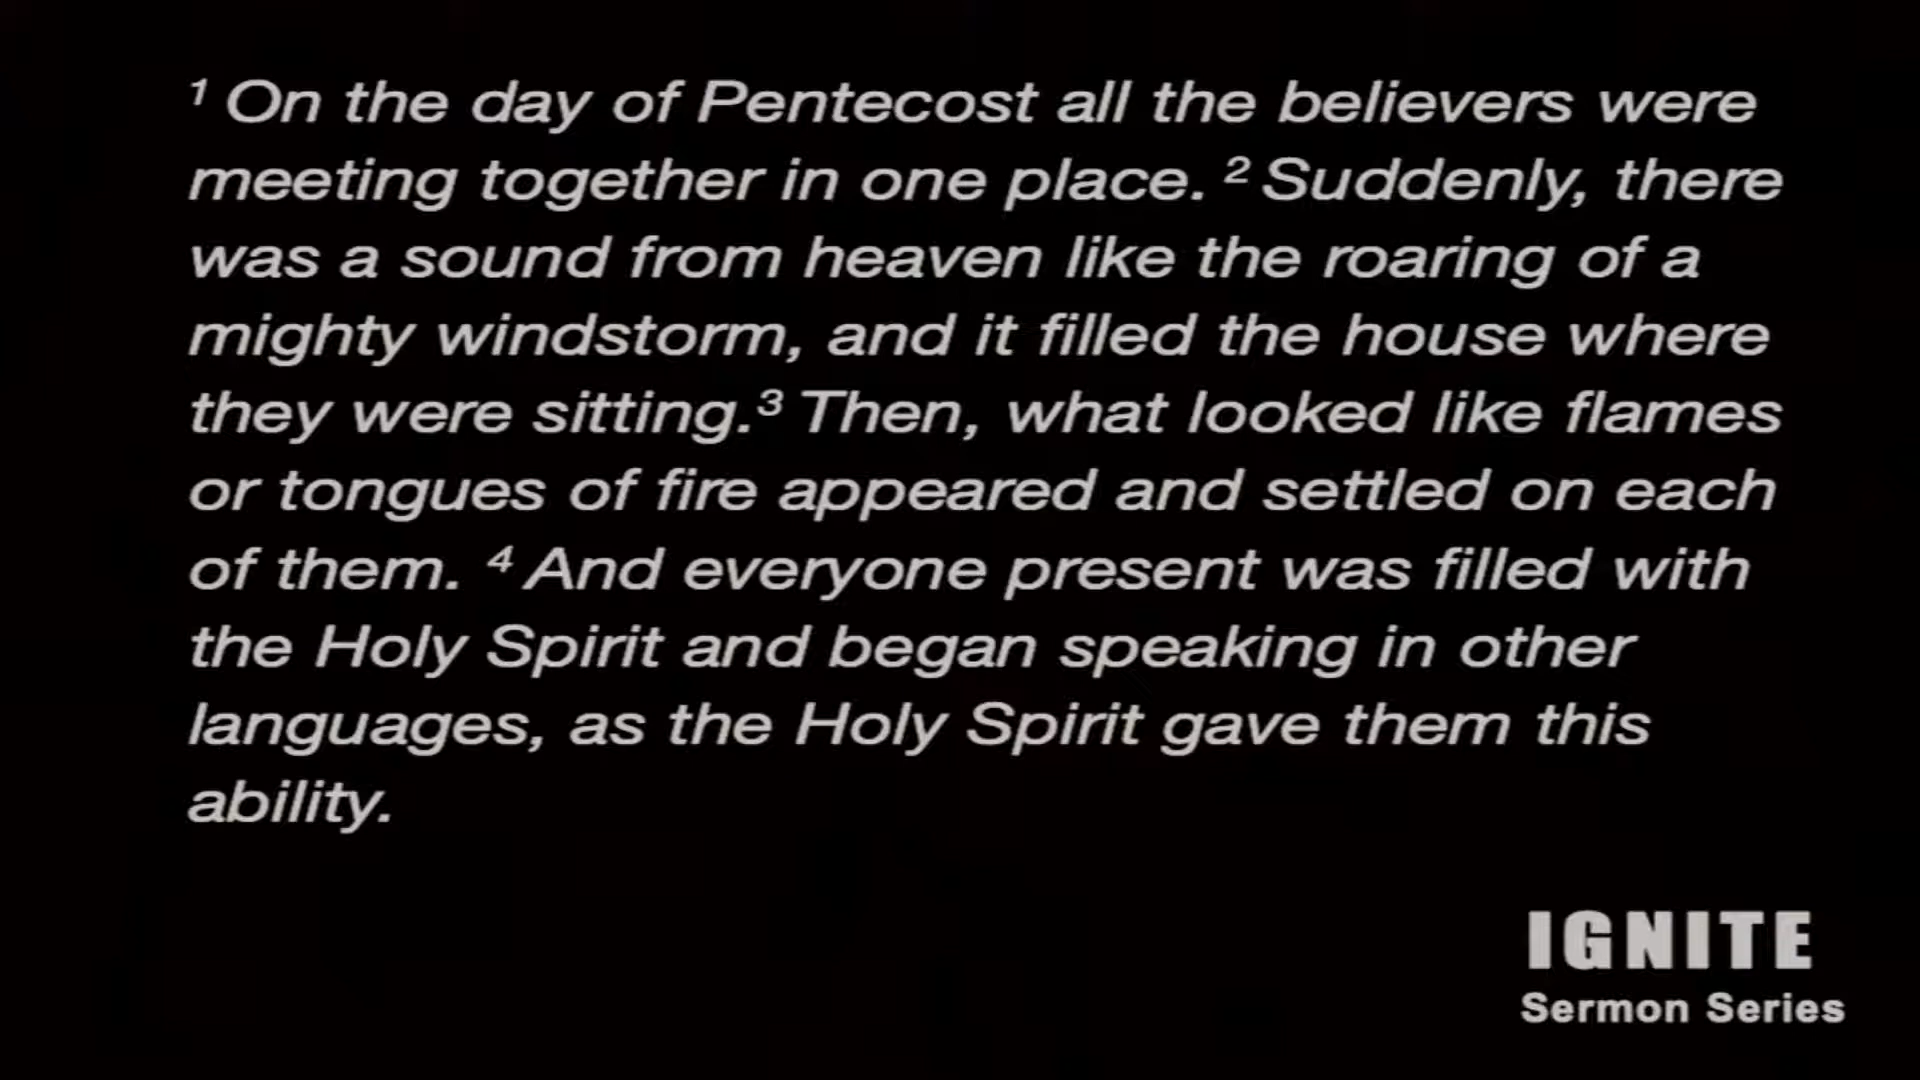 ¹ On the day of Pentecost all the believers were
meeting together in one place. ² Suddenly, there
was a sound from heaven like the roaring of a
mighty windstorm, and it filled the house where
they were sitting.³ Then, what looked like flames
or tongues of fire appeared and settled on each
of them. ⁴ And everyone present was filled with
the Holy Spirit and began speaking in other
languages, as the Holy Spirit gave them this
ability.
IGNITE
Sermon Series